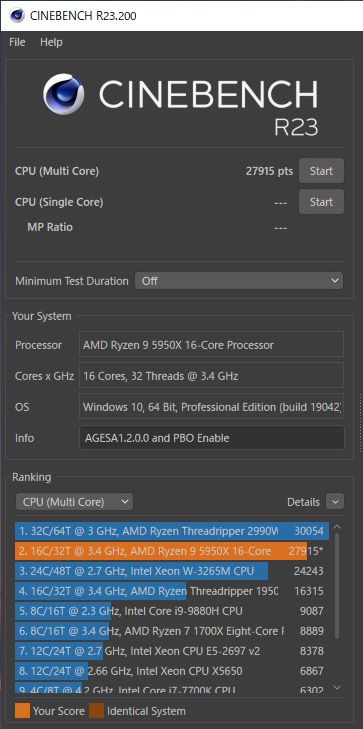 CINEBENCH R23.200
File Help
CINEBENCH
R23
CPU (Multi Core) 27915 pts Start
CPU (Single Core) --- Start
MP Ratio ---
Minimum Test Duration Off
Your System
Processor AMD Ryzen 9 5950X 16-Core Processor
Cores x GHz 16 Cores, 32 Threads @ 3.4 GHz
OS Windows 10, 64 Bit, Professional Edition (build 19042)
Info AGESA1.2.0.0 and PBO Enable
Ranking
CPU (Multi Core) Details
1. 32C/64T @ 3 GHz, AMD Ryzen Threadripper 2990W 30054
2. 16C/32T @ 3.4 GHz, AMD Ryzen 9 5950X 16-Core 27915*
3. 24C/48T @ 2.7 GHz, Intel Xeon W-3265M CPU 24243
4. 16C/32T @ 3.4 GHz, AMD Ryzen Threadripper 1950 16315
5. 8C/16T @ 2.3 GHz, Intel Core i9-9880H CPU 9087
6. 8C/16T @ 3.4 GHz, AMD Ryzen 7 1700X Eight-Core 8889
7. 12C/24T @ 2.7 GHz, Intel Xeon CPU E5-2697 v2 8378
8. 12C/24T @ 2.66 GHz, Intel Xeon CPU X5650 6867
9. 4C/8T @ 4.2 GHz, Intel Core i7-7700K CPU 6302
Your Score Identical System